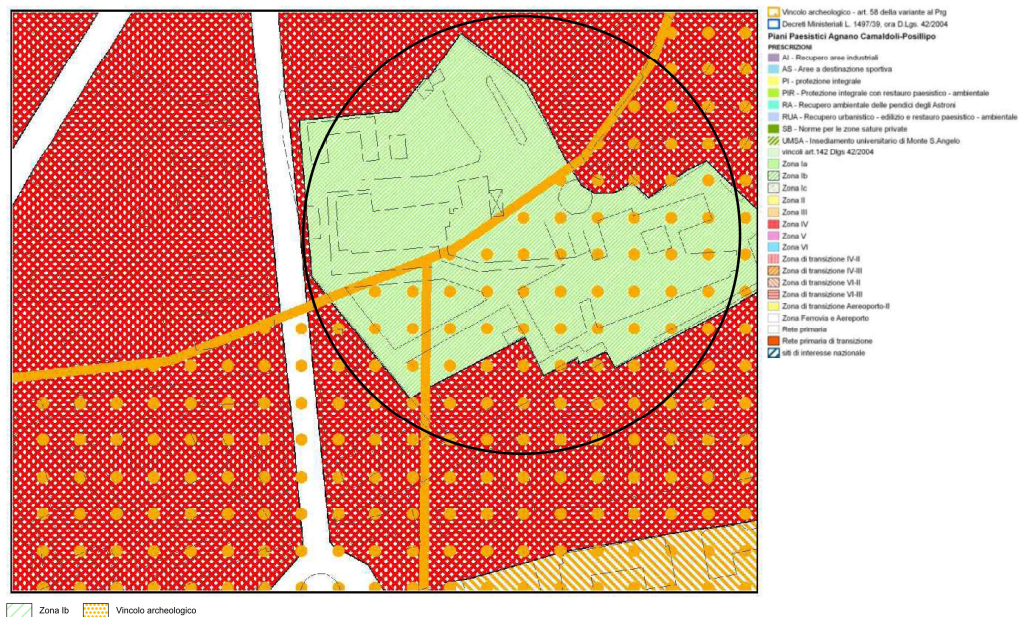 Vincolo archeologico - art. 58 della variante al Prg
Decreti Ministeriali L. 1497/39, ora D.Lgs. 42/2004
Piani Paesistici Agnano Camaldoli-Posillipo
PRESCRIZIONI
AI - Recupero aree industriali
AS - Aree a destinazione sportiva
PI - protezione integrale
PIR - Protezione integrale con restauro paesistico - ambientale
RA - Recupero ambientale delle pendici degli Astroni
RUA - Recupero urbanistico - edilizio e restauro paesistico - ambientale
SB - Norme per le zone sature private
UMSA - Insediamento universitario di Monte S.Angelo
vincoli art.142 Dlgs 42/2004
Zona Ia
Zona Ib
Zona Ic
Zona II
Zona III
Zona IV
Zona V
Zona VI
Zona di transizione IV-II
Zona di transizione IV-III
Zona di transizione VI-II
Zona di transizione VI-III
Zona di transizione Aereoporto-II
Zona Ferrovia e Aereporto
Rete primaria
Rete primaria di transizione
siti di interesse nazionale
Zona Ib Vincolo archeologico